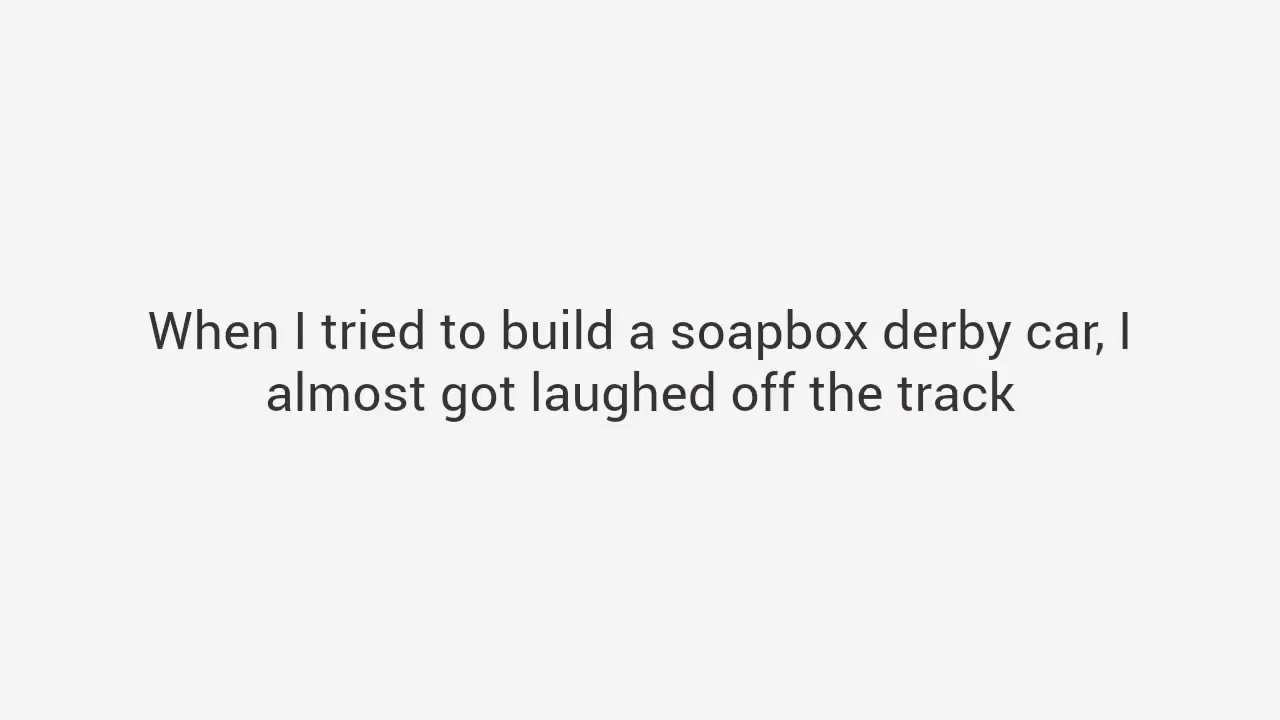 When I tried to build a soapbox derby car, I
almost got laughed off the track